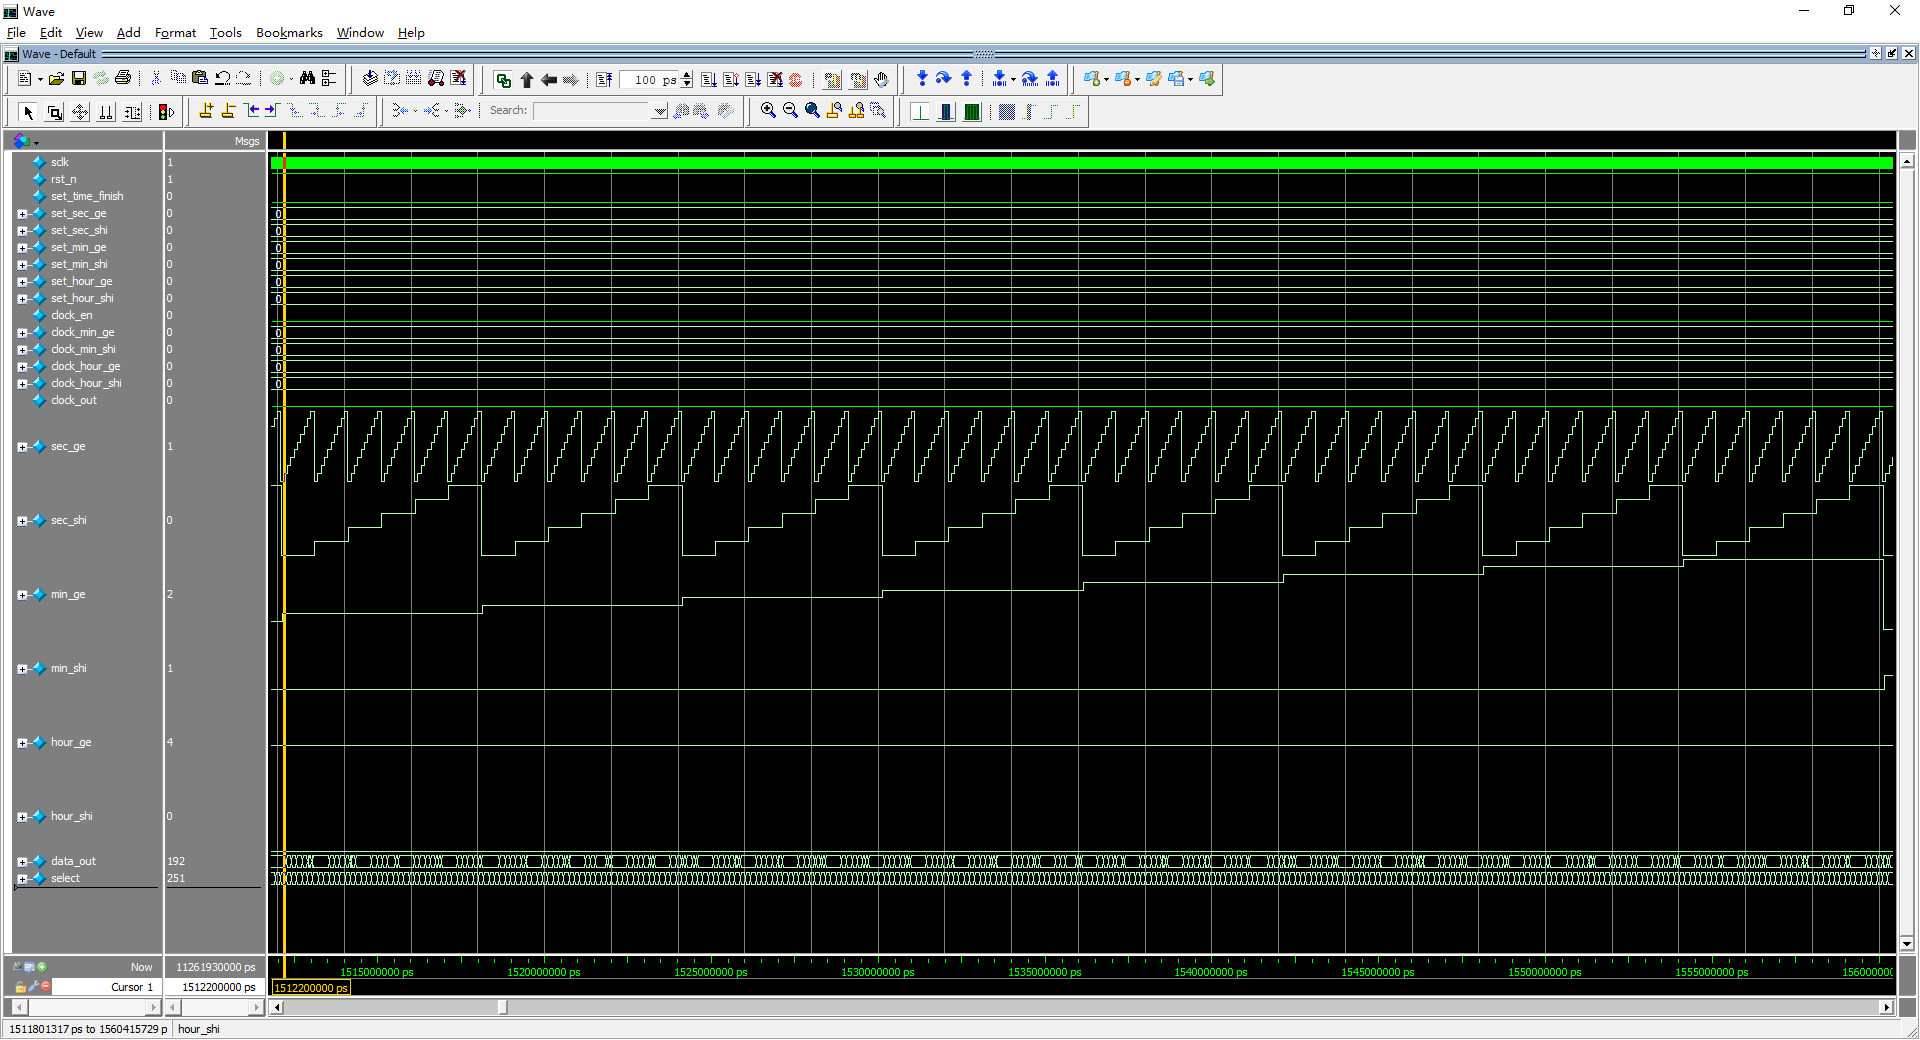 Wave
File Edit View Add Format Tools Bookmarks Window Help
Wave - Default
100 ps
Search:
Msgs
sclk 1
rst_n 1
set_time_finish 0
set_sec_ge 0 0
set_sec_shi 0 0
set_min_ge 0 0
set_min_shi 0 0
set_hour_ge 0 0
set_hour_shi 0 0
clock_en 0
clock_min_ge 0 0
clock_min_shi 0 0
clock_hour_ge 0 0
clock_hour_shi 0 0
clock_out 0
sec_ge 1
sec_shi 0
min_ge 2
min_shi 1
hour_ge 4
hour_shi 0
data_out 192
select 251
Now 11261930000 ps 1515000000 ps 1520000000 ps 1525000000 ps 1530000000 ps 1535000000 ps 1540000000 ps 1545000000 ps 1550000000 ps 1555000000 ps 156000000
Cursor 1 1512200000 ps 1512200000 ps
1511801317 ps to 1560415729 p hour_shi